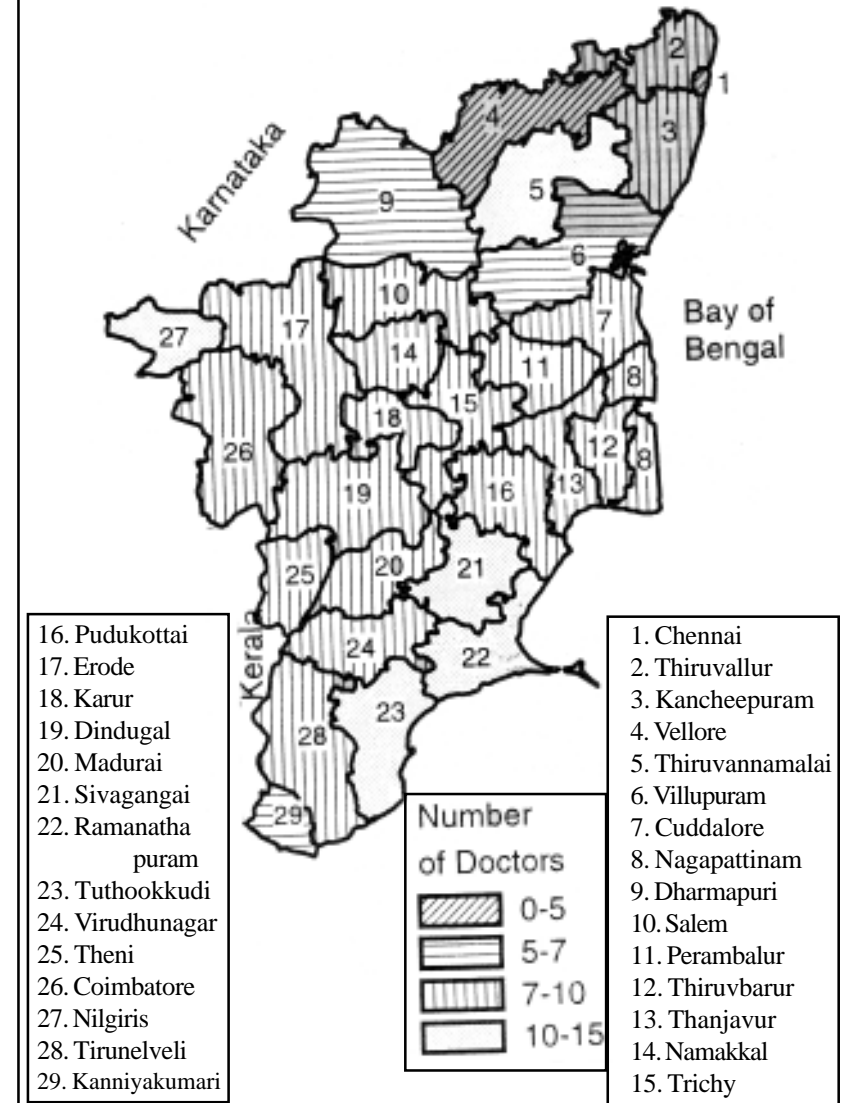 2
1
4
3
Karnataka
5
9
6
10
17
7
Bay of
Bengal
27
14
11
8
15
18
12
26
8
19
16
13
25
20
21
Kerala
24
22
23
28
29
16. Pudukottai
17. Erode
18. Karur
19. Dindugal
20. Madurai
21. Sivagangai
22. Ramanatha
puram
23. Tuthookkudi
24. Virudhunagar
25. Theni
26. Coimbatore
27. Nilgiris
28. Tirunelveli
29. Kanniyakumari
Number
of Doctors
0-5
5-7
7-10
10-15
1. Chennai
2. Thiruvallur
3. Kancheepuram
4. Vellore
5. Thiruvannamalai
6. Villupuram
7. Cuddalore
8. Nagapattinam
9. Dharmapuri
10. Salem
11. Perambalur
12. Thiruvbarur
13. Thanjavur
14. Namakkal
15. Trichy